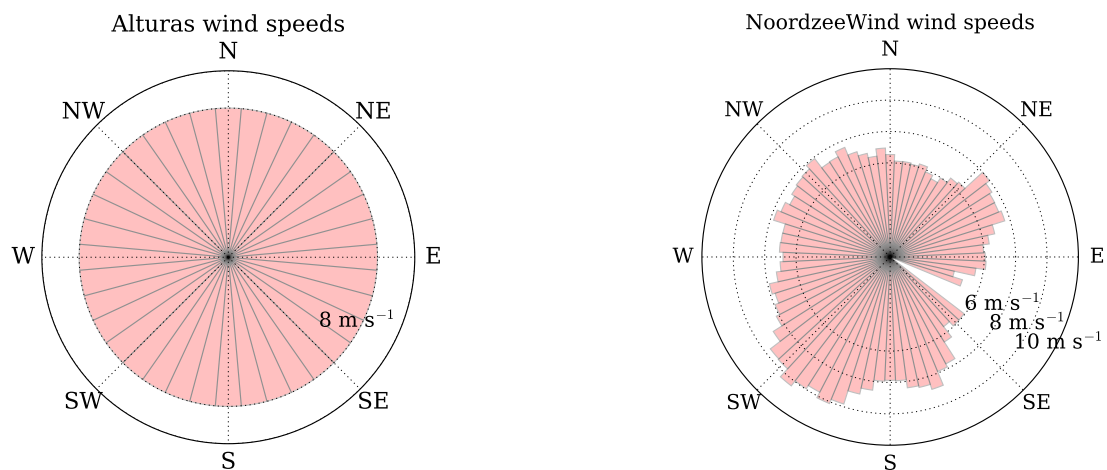 Alturas wind speeds
N
NW
NE
W
E
8 m s⁻¹
SW
SE
S
NoordzeeWind wind speeds
N
NW
NE
W
E
6 m s⁻¹
8 m s⁻¹
10 m s⁻¹
SW
SE
S